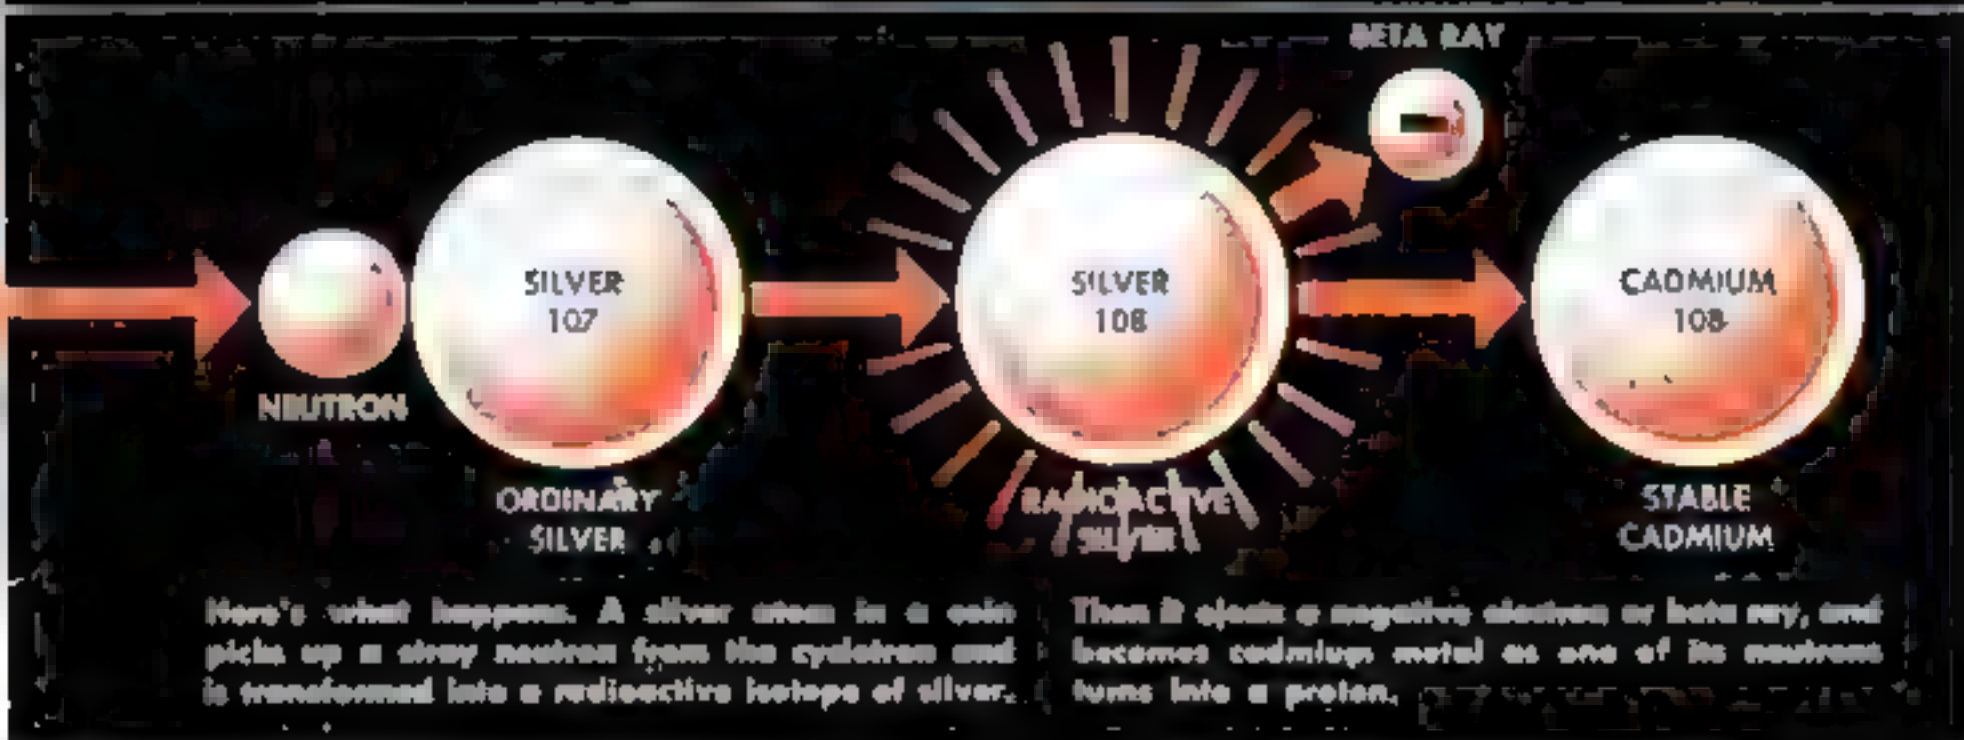 BETA RAY
SILVER
107
SILVER
108
CADMIUM
108
NEUTRON
ORDINARY
SILVER
RADIOACTIVE
SILVER
STABLE
CADMIUM
Here's what happens. A silver atom in a coin
picks up a stray neutron from the cyclotron and
is transformed into a radioactive isotope of silver.
Then it ejects a negative electron or beta ray, and
becomes cadmium metal as one of its neutrons
turns into a proton.